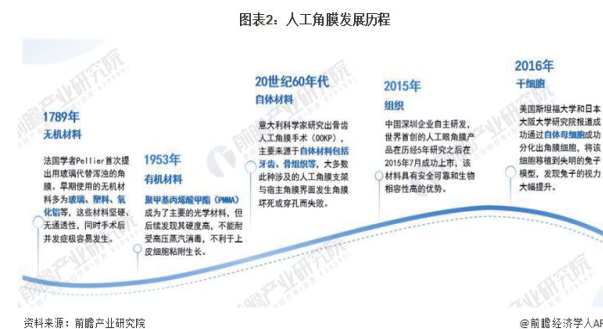 图表2：人工角膜发展历程
1789年
无机材料
法国学者Pellier首次提
出用玻璃代替浑浊的角
膜。早期使用的无机材
料多为玻璃、塑料、氧
化铝等，这些材料坚硬、
无通透性，同时手术后
并发症极容易发生。
1953年
有机材料
聚甲基丙烯酸甲酯（PMMA）
成为了主要的光学材料，但
后续发现其硬度高，不能耐
受高压蒸汽消毒，不利于上
皮细胞粘附生长。
20世纪60年代
自体材料
意大利科学家研究出骨齿
人工角膜手术（OOKP），
主要来源于自体材料包括
牙齿、骨组织等，大多数
此种涉及的人工角膜支架
与宿主角膜界面发生角膜
坏死或穿孔而失败。
2015年
组织
中国深圳企业自主研发，
世界首创的人工眼角膜产
品在历经5年研究之后在
2015年7月成功上市，该
材料具有安全可靠和生物
相容性高的优势。
2016年
干细胞
美国斯坦福大学和日本
大阪大学研究院报道成
功通过自体母细胞成功
分化出角膜细胞，将该
细胞移植到失明的兔子
模型，发现兔子的视力
大幅提升。
前瞻产业研究院
资料来源：前瞻产业研究院
@前瞻经济学人AP